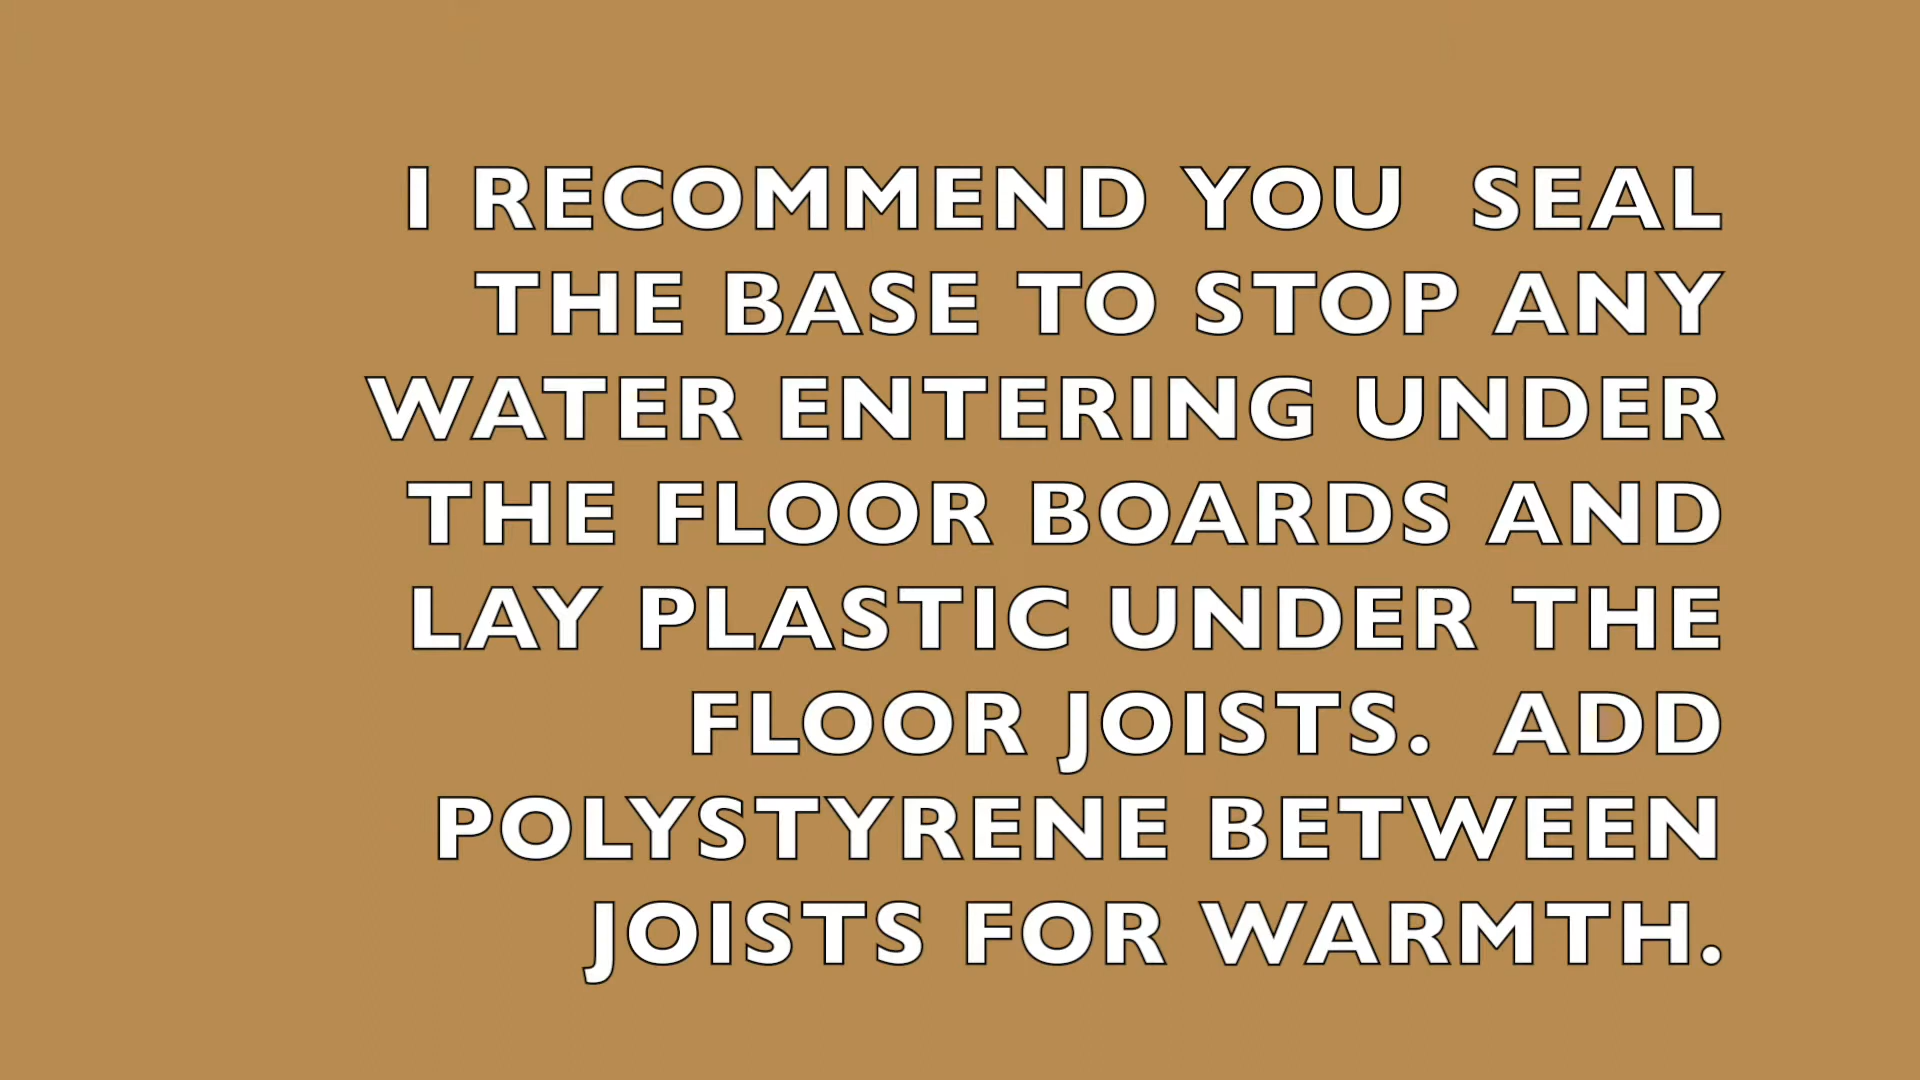 I RECOMMEND YOU  SEAL
THE BASE TO STOP ANY
WATER ENTERING UNDER
THE FLOOR BOARDS AND
LAY PLASTIC UNDER THE
FLOOR JOISTS.  ADD
POLYSTYRENE BETWEEN
JOISTS FOR WARMTH.